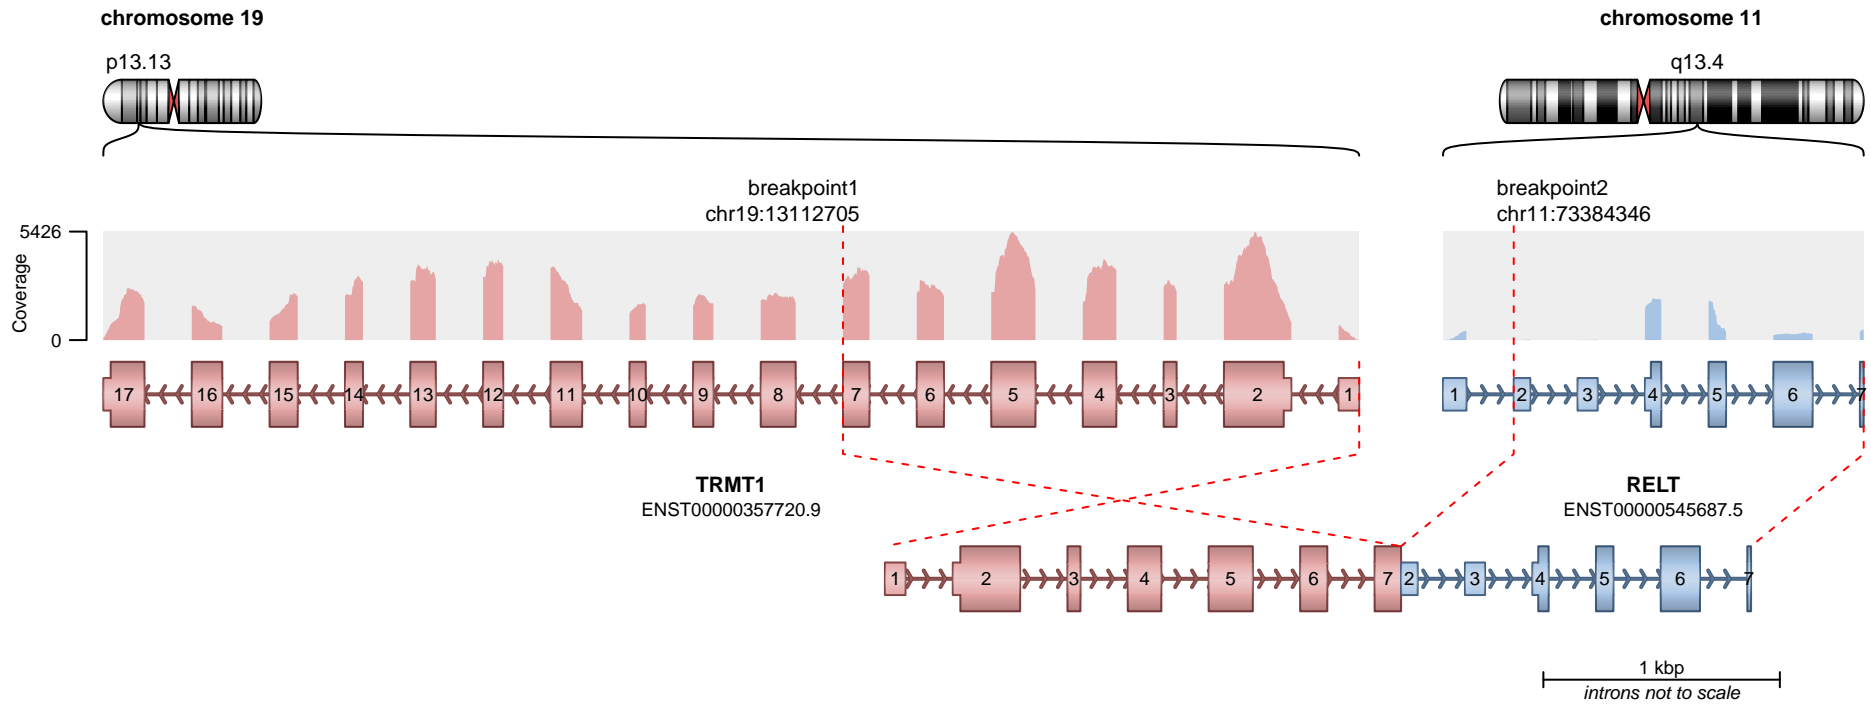 chromosome 19
chromosome 11
p13.13
q13.4
breakpoint1
chr19:13112705
breakpoint2
chr11:73384346
5426
Coverage
0
17 16 15 14 13 12 11 10 9 8 7 6 5 4 3 2 1
1 2 3 4 5 6 7
TRMT1
ENST00000357720.9
RELT
ENST00000545687.5
1 2 3 4 5 6 7 2 3 4 5 6 7
1 kbp
introns not to scale